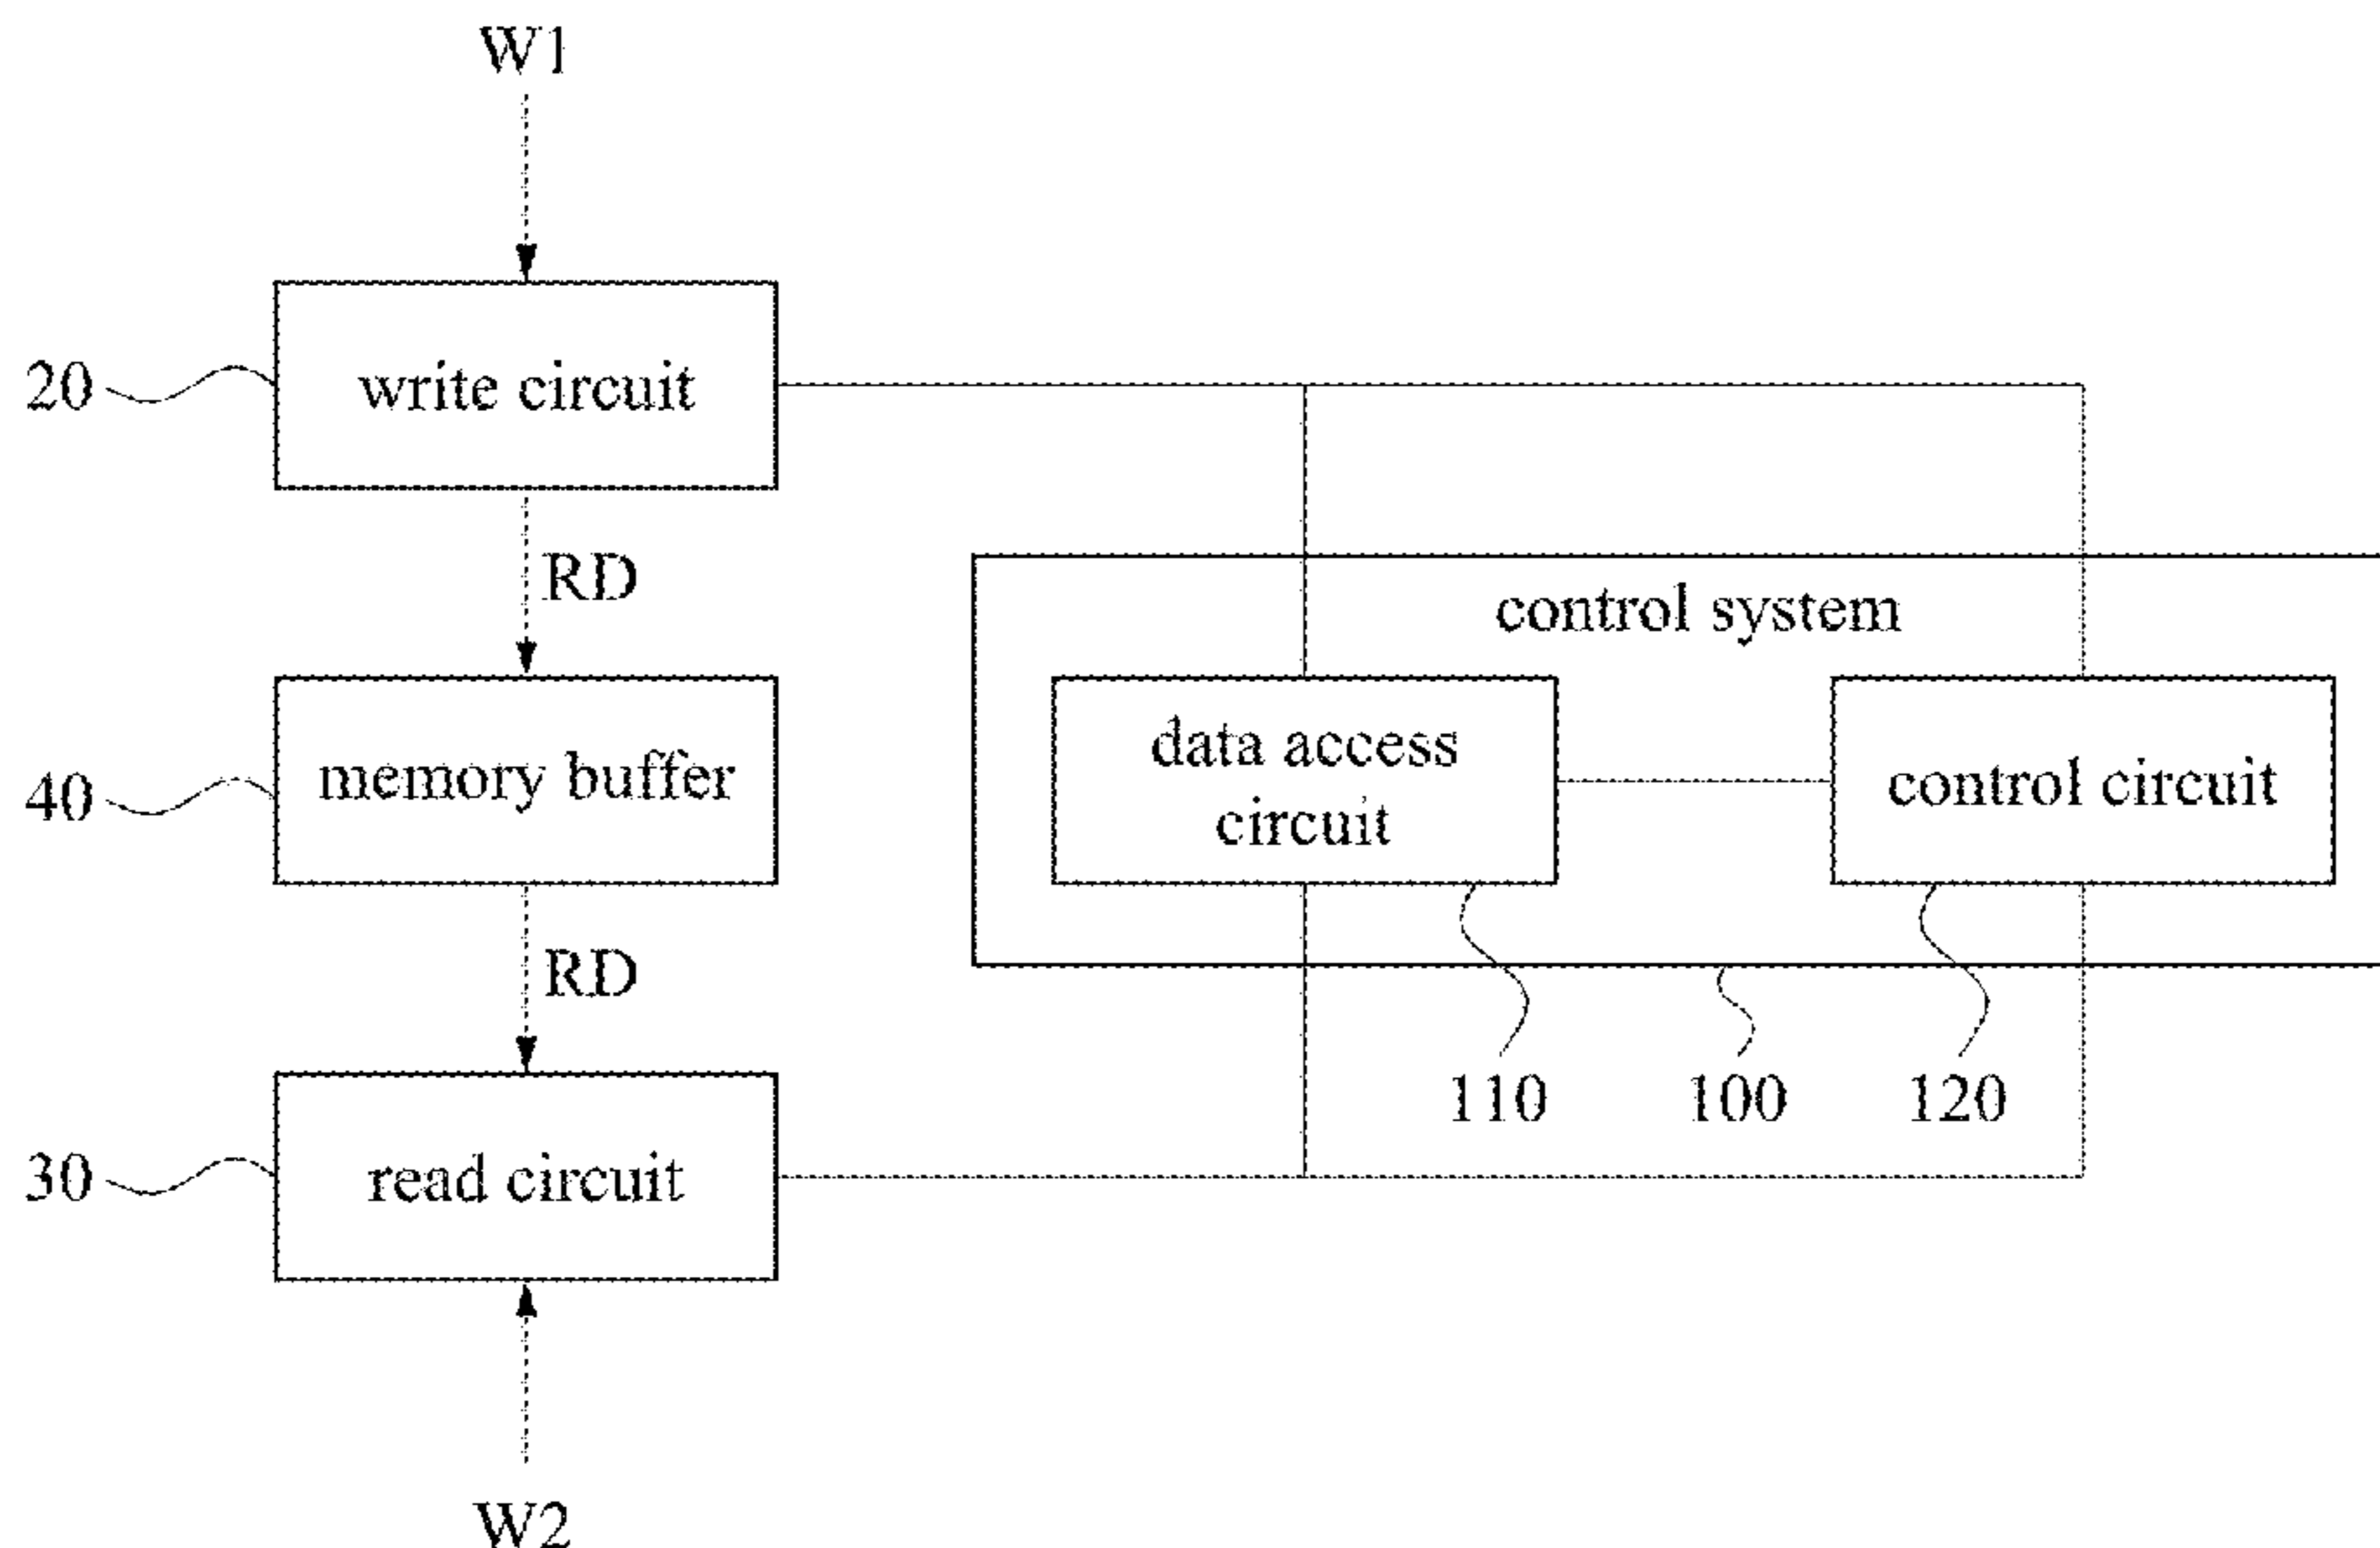 W1
20
write circuit
RD
control system
40
memory buffer
data access
circuit
control circuit
RD
110
100
120
30
read circuit
W2